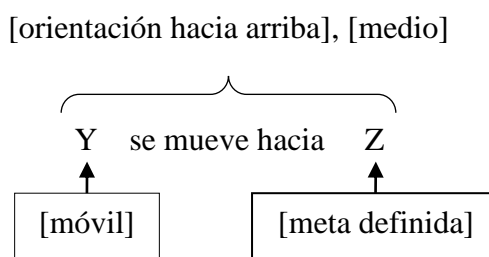 [orientación hacia arriba], [medio]
Y se mueve hacia Z
[móvil] [meta definida]